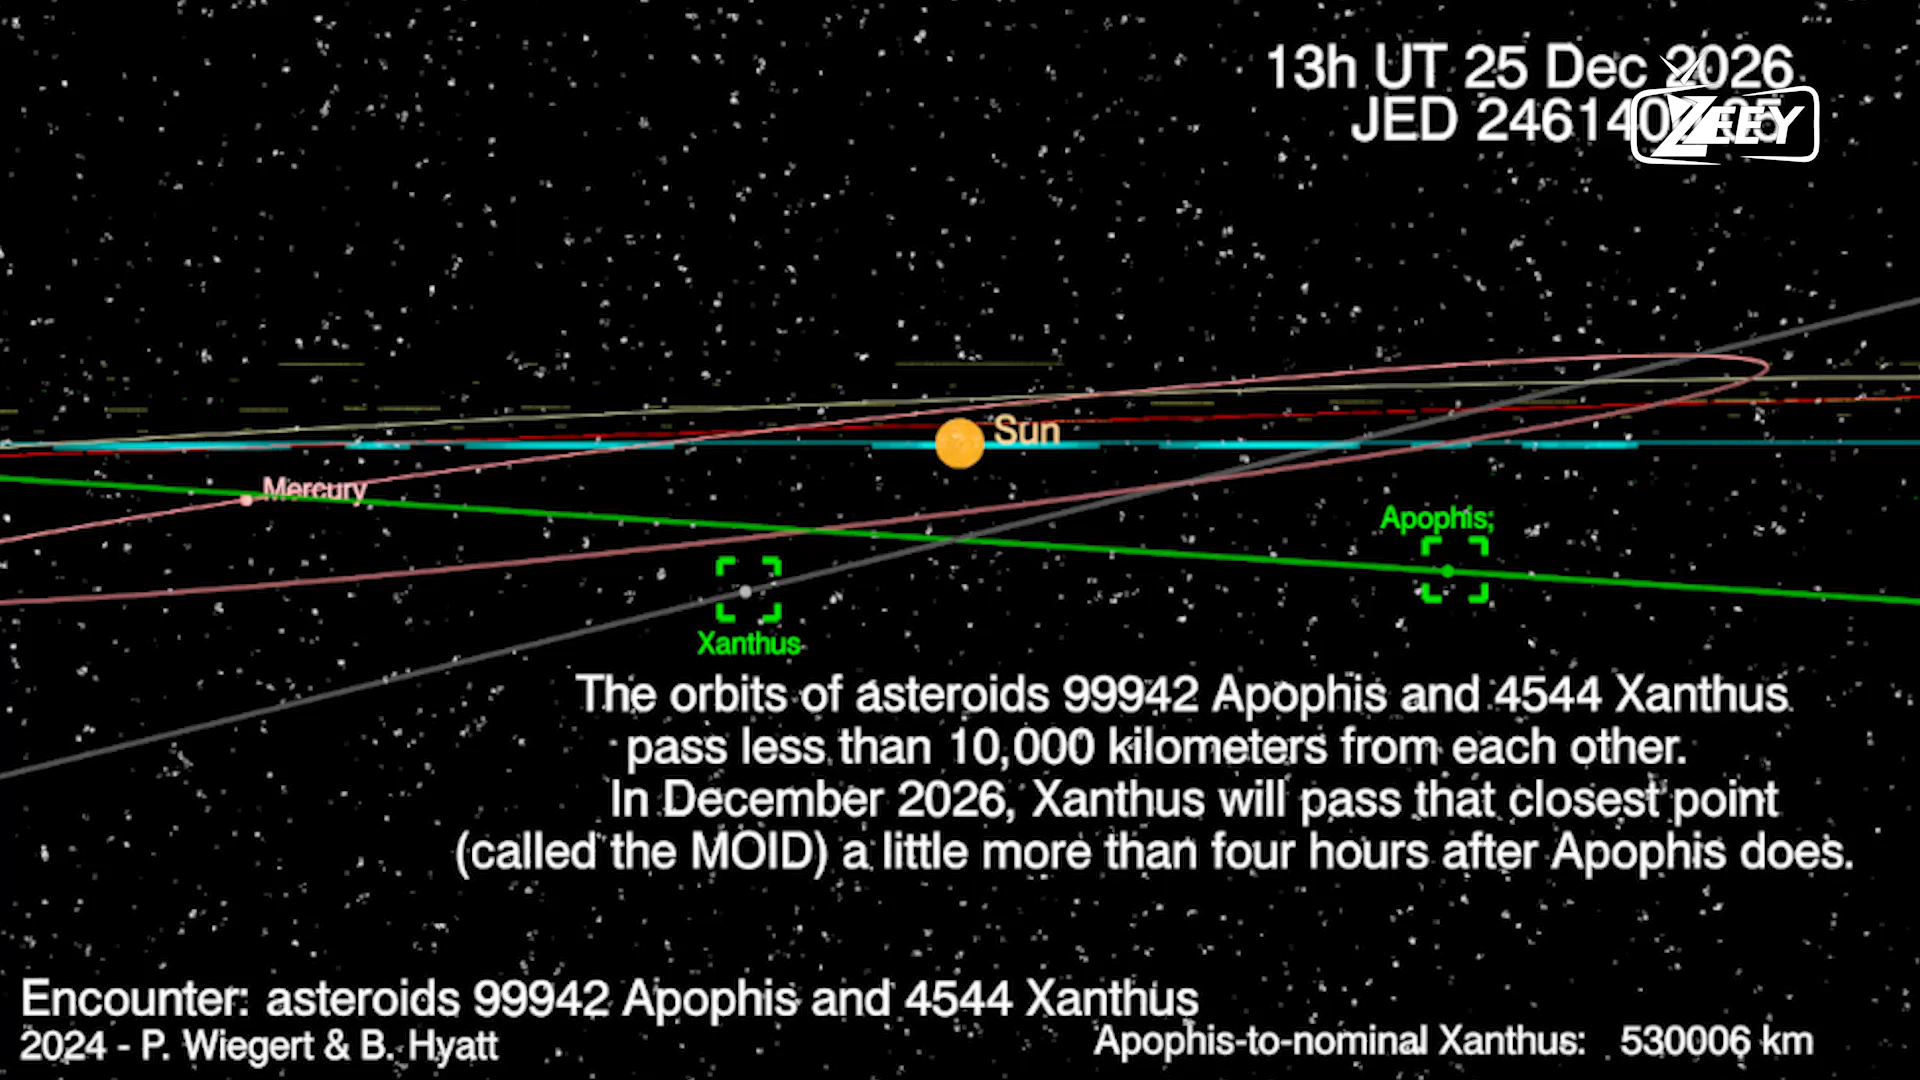 13h UT 25 Dec 2026
JED
ZEEY
Sun
Mercury
Apophis;
Xanthus
The orbits of asteroids 99942 Apophis and 4544 Xanthus
pass less than 10,000 kilometers from each other.
In December 2026, Xanthus will pass that closest point
(called the MOID) a little more than four hours after Apophis does.
Encounter: asteroids 99942 Apophis and 4544 Xanthus
2024 - P. Wiegert & B. Hyatt
Apophis-to-nominal Xanthus: 530006 km